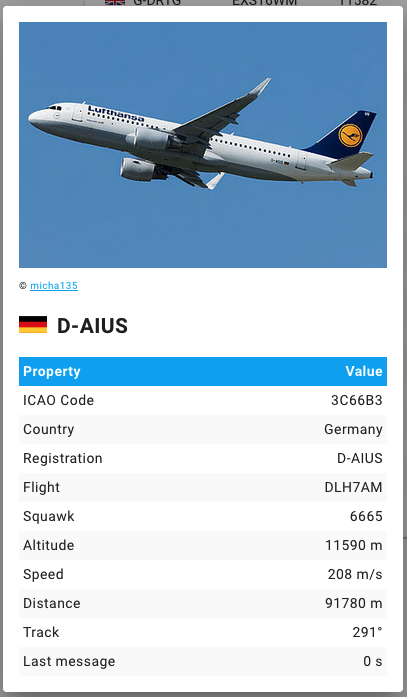 G-DRTG EXS16WM 11582
Lufthansa
© micha135
D-AIUS
Property Value
ICAO Code 3C66B3
Country Germany
Registration D-AIUS
Flight DLH7AM
Squawk 6665
Altitude 11590 m
Speed 208 m/s
Distance 91780 m
Track 291°
Last message 0 s